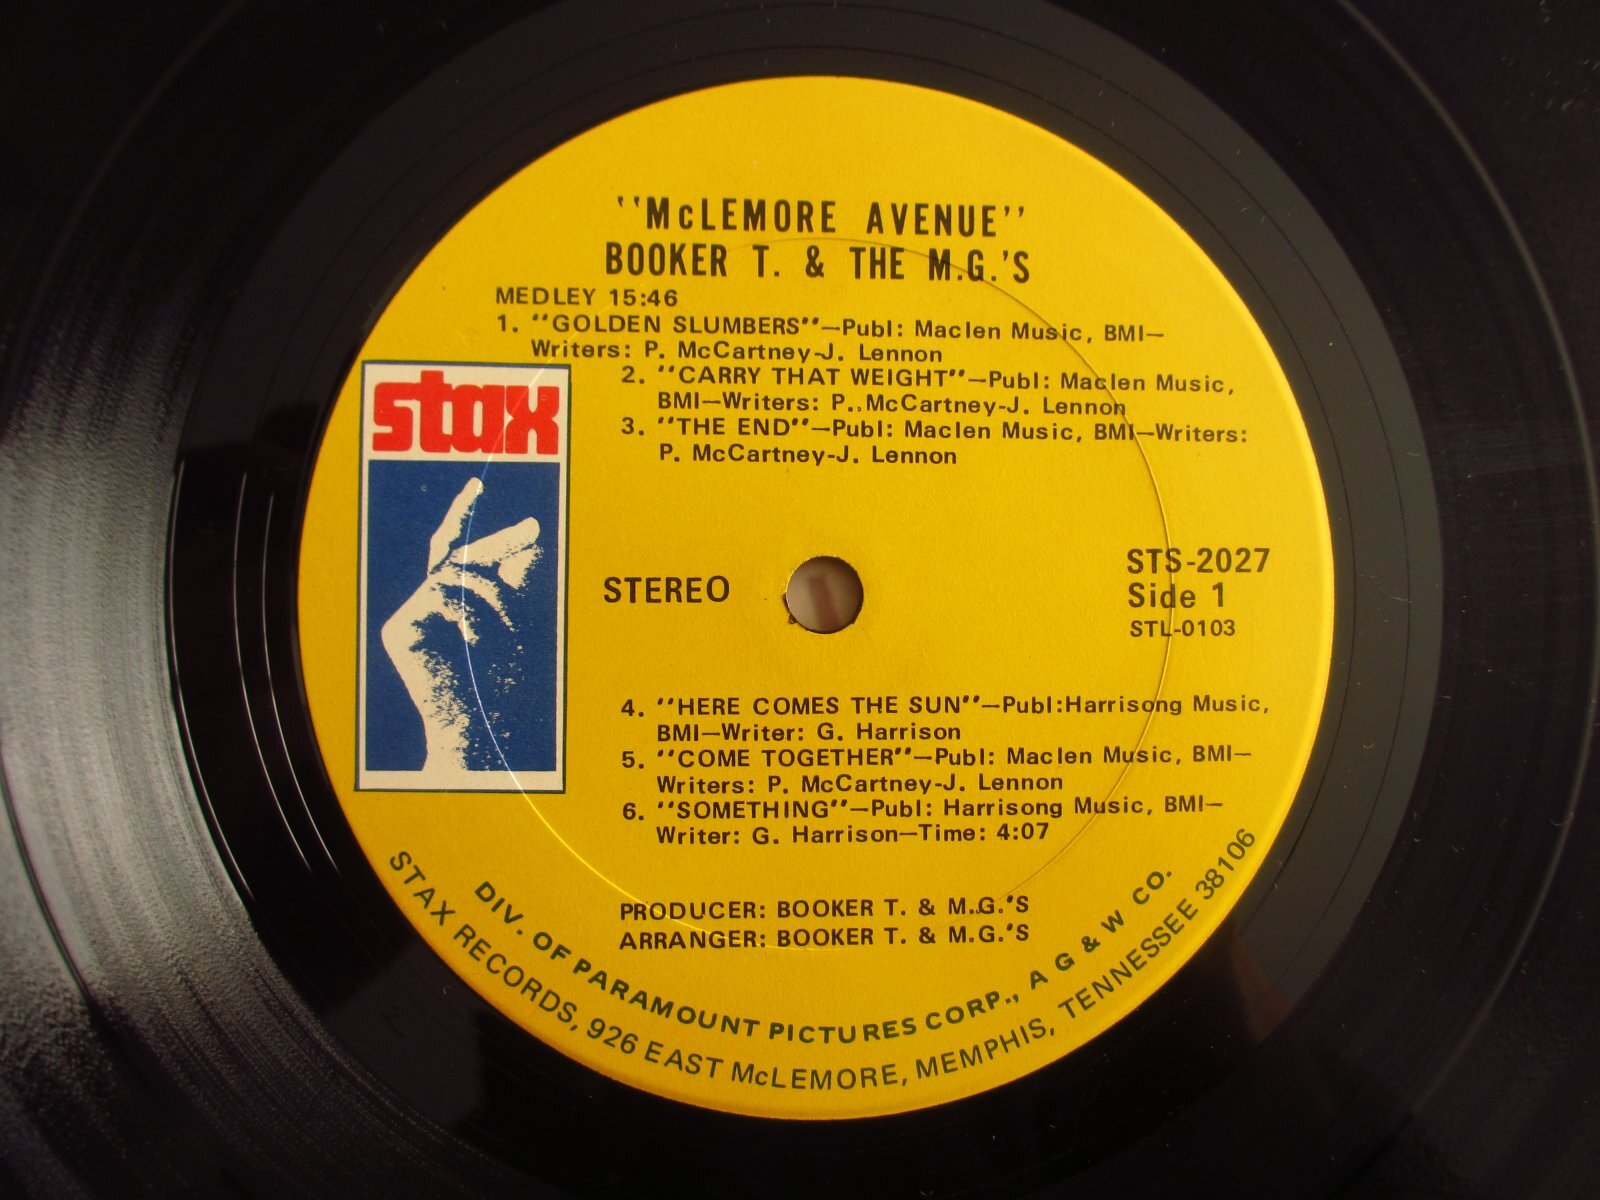 "McLEMORE AVENUE"
BOOKER T. & THE M.G.'S
MEDLEY 15:46
1. "GOLDEN SLUMBERS"—Publ: Maclen Music, BMI—
Writers: P. McCartney-J. Lennon
2. "CARRY THAT WEIGHT"—Publ: Maclen Music,
BMI—Writers: P., McCartney-J. Lennon
3. "THE END"—Publ: Maclen Music, BMI—Writers:
P. McCartney-J. Lennon
stax
STEREO
STS-2027
Side 1
STL-0103
4. "HERE COMES THE SUN"—Publ:Harrisong Music,
BMI—Writer: G. Harrison
5. "COME TOGETHER"—Publ: Maclen Music, BMI—
Writers: P. McCartney-J. Lennon
6. "SOMETHING"—Publ: Harrisong Music, BMI—
Writer: G. Harrison—Time: 4:07
PRODUCER: BOOKER T. & M.G.'S
ARRANGER: BOOKER T. & M.G.'S
DIV. OF PARAMOUNT PICTURES CORP., A G & W CO.
STAX RECORDS, 926 EAST McLEMORE, MEMPHIS, TENNESSEE 38106